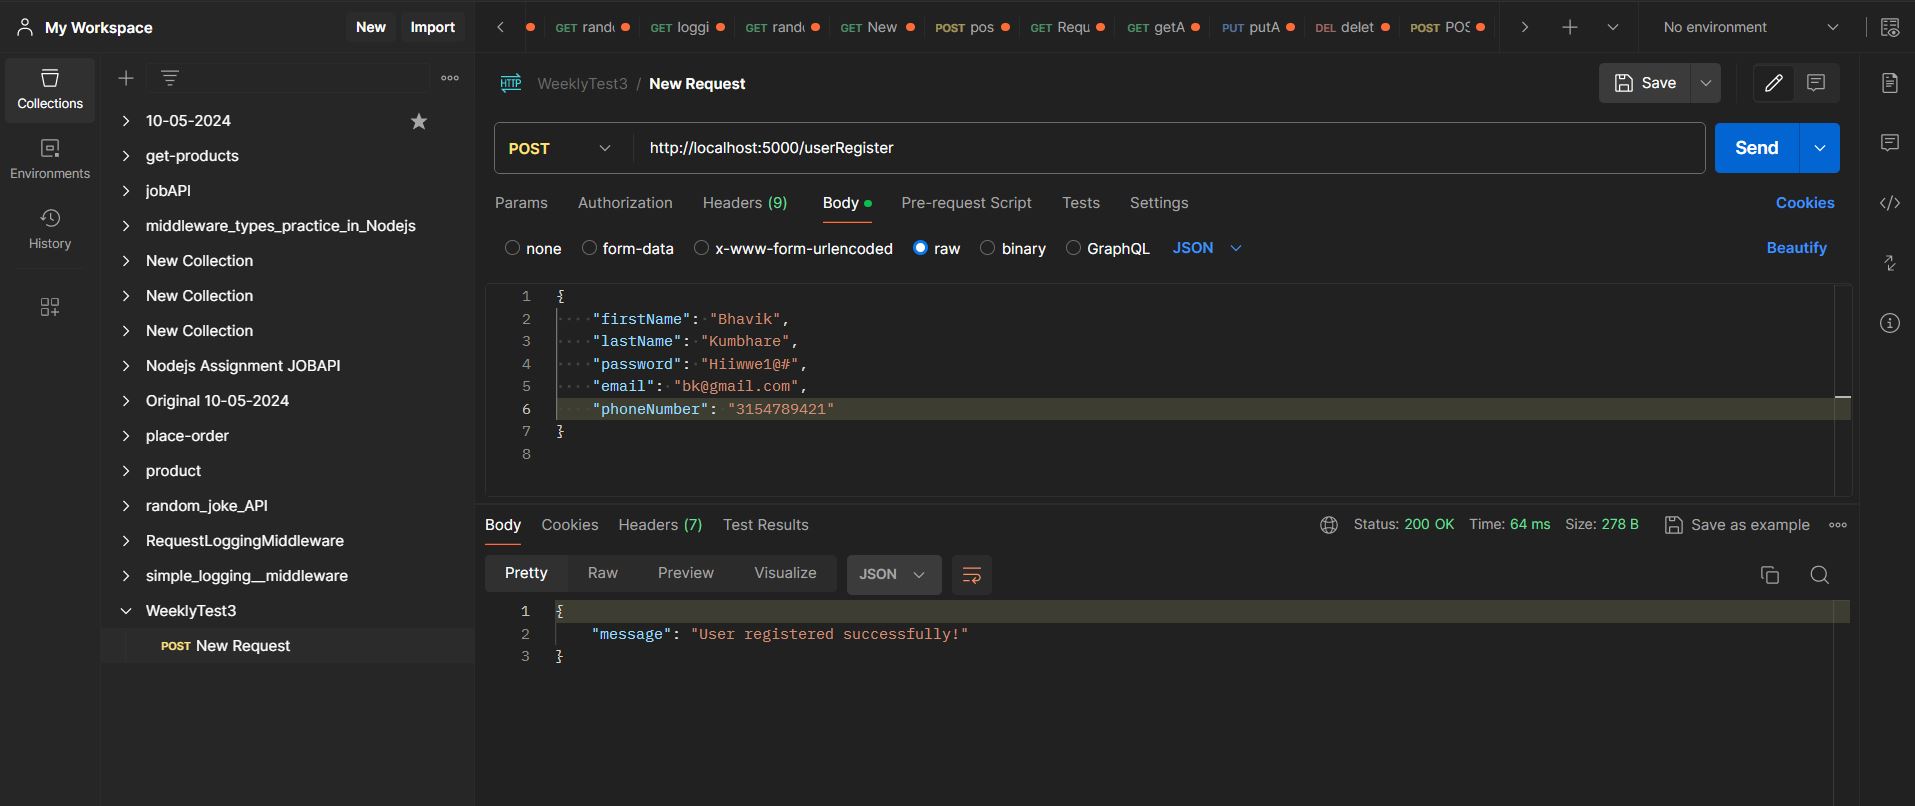 My Workspace
New
Import
GET randc
GET loggi
GET randc
GET New
POST pos
GET Requ
GET getA
PUT putA
DEL delet
POST POS
No environment
Collections
Environments
History
10-05-2024
get-products
jobAPI
middleware_types_practice_in_Nodejs
New Collection
New Collection
New Collection
Nodejs Assignment JOBAPI
Original 10-05-2024
place-order
product
random_joke_API
RequestLoggingMiddleware
simple_logging__middleware
WeeklyTest3
POST New Request
HTTP WeeklyTest3 / New Request
Save
POST http://localhost:5000/userRegister
Send
Params Authorization Headers (9) Body Pre-request Script Tests Settings Cookies
none form-data x-www-form-urlencoded raw binary GraphQL JSON Beautify
1 {
2 "firstName": "Bhavik",
3 "lastName": "Kumbhare",
4 "password": "Hiiwwe1@#",
5 "email": "bk@gmail.com",
6 "phoneNumber": "3154789421"
7 }
8
Body Cookies Headers (7) Test Results Status: 200 OK Time: 64 ms Size: 278 B Save as example
Pretty Raw Preview Visualize JSON
1 {
2 "message": "User registered successfully!"
3 }